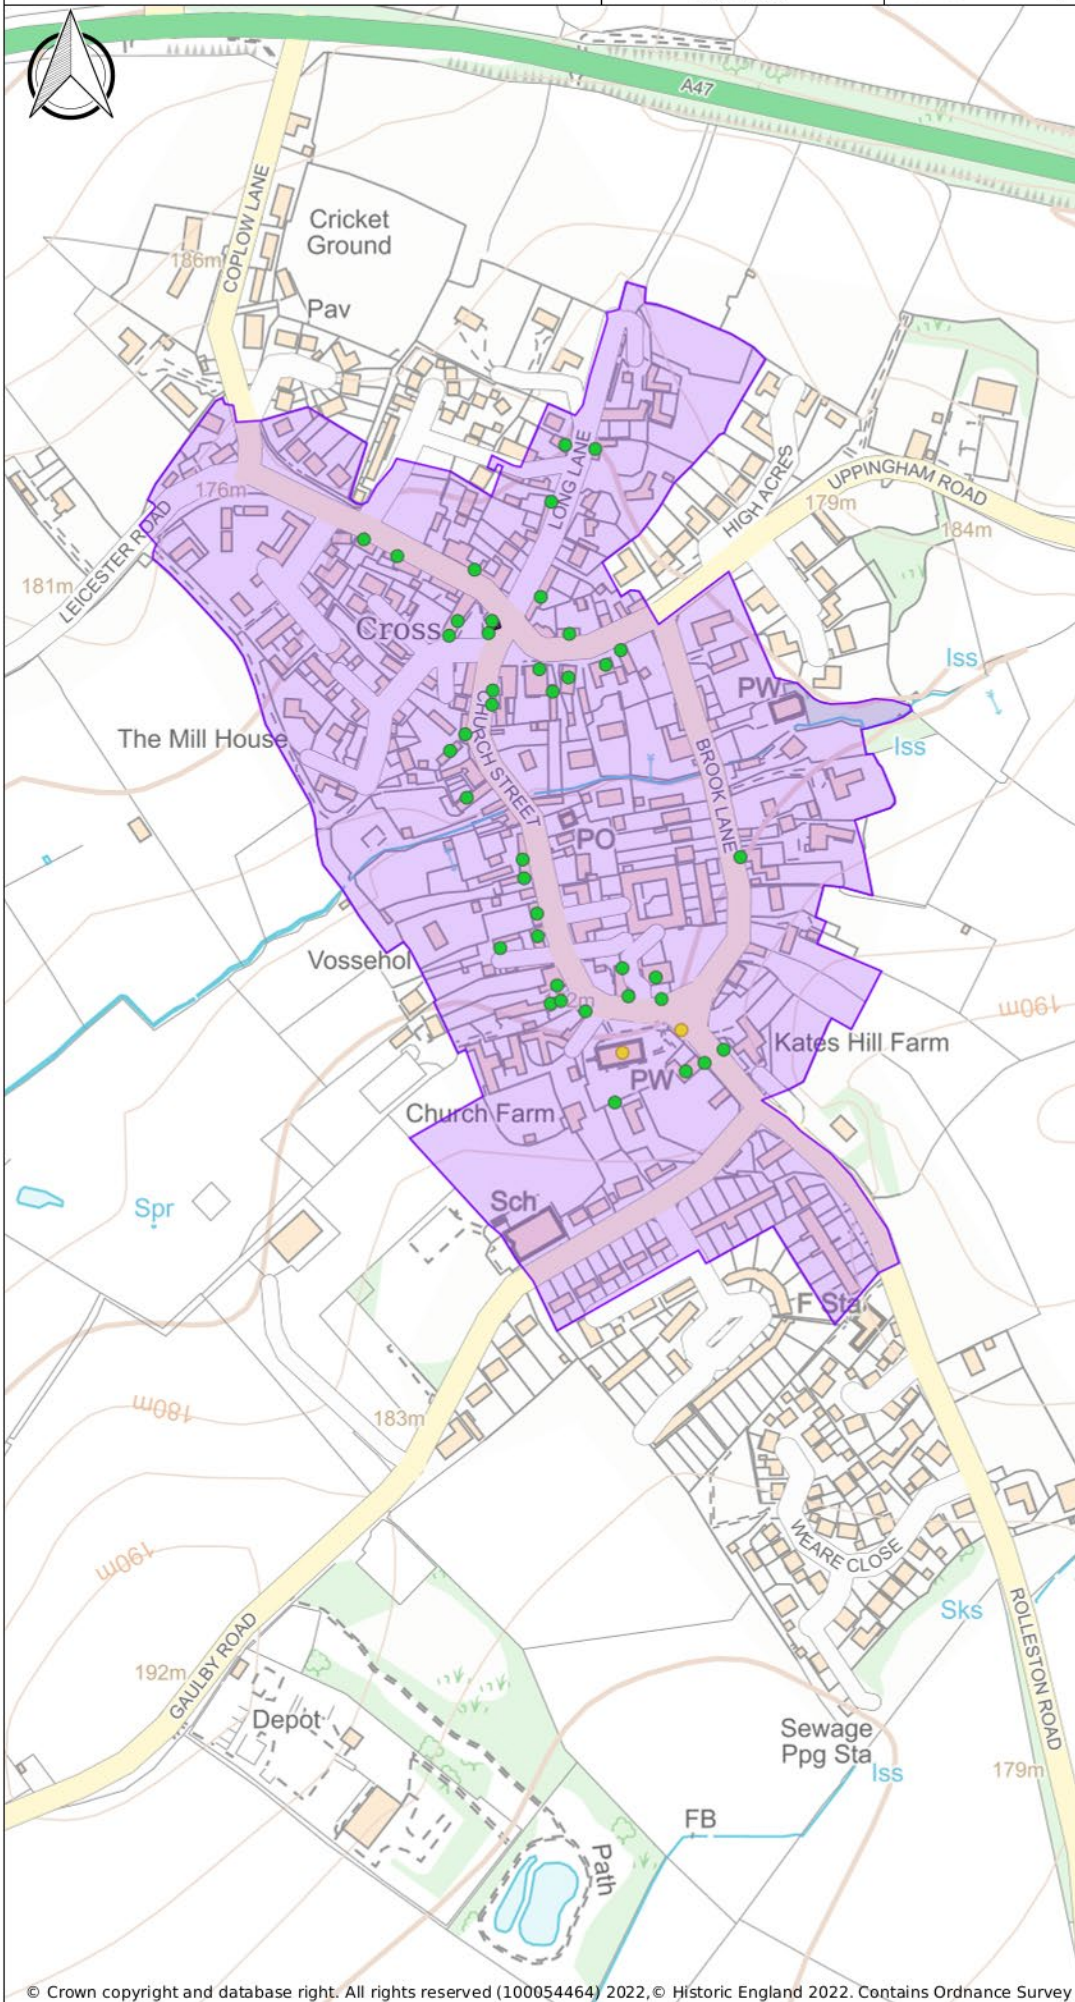 A47
COPLOW LANE
Cricket
Ground
186m
Pav
LONG LANE
HIGH ACRES
UPPINGHAM ROAD
179m
184m
176m
LEICESTER ROAD
181m
Cross
Iss
PW
Iss
The Mill House
CHURCH STREET
BROOK LANE
PO
Vossehol
190m
Kates Hill Farm
PW
Church Farm
Sch
Spr
F Sta
180m
183m
190m
WEARE CLOSE
Sks
ROLLESTON ROAD
GAULBY ROAD
192m
Depot
Sewage
Ppg Sta
Iss
179m
FB
Path
© Crown copyright and database right. All rights reserved (100054464) 2022,© Historic England 2022. Contains Ordnance Survey